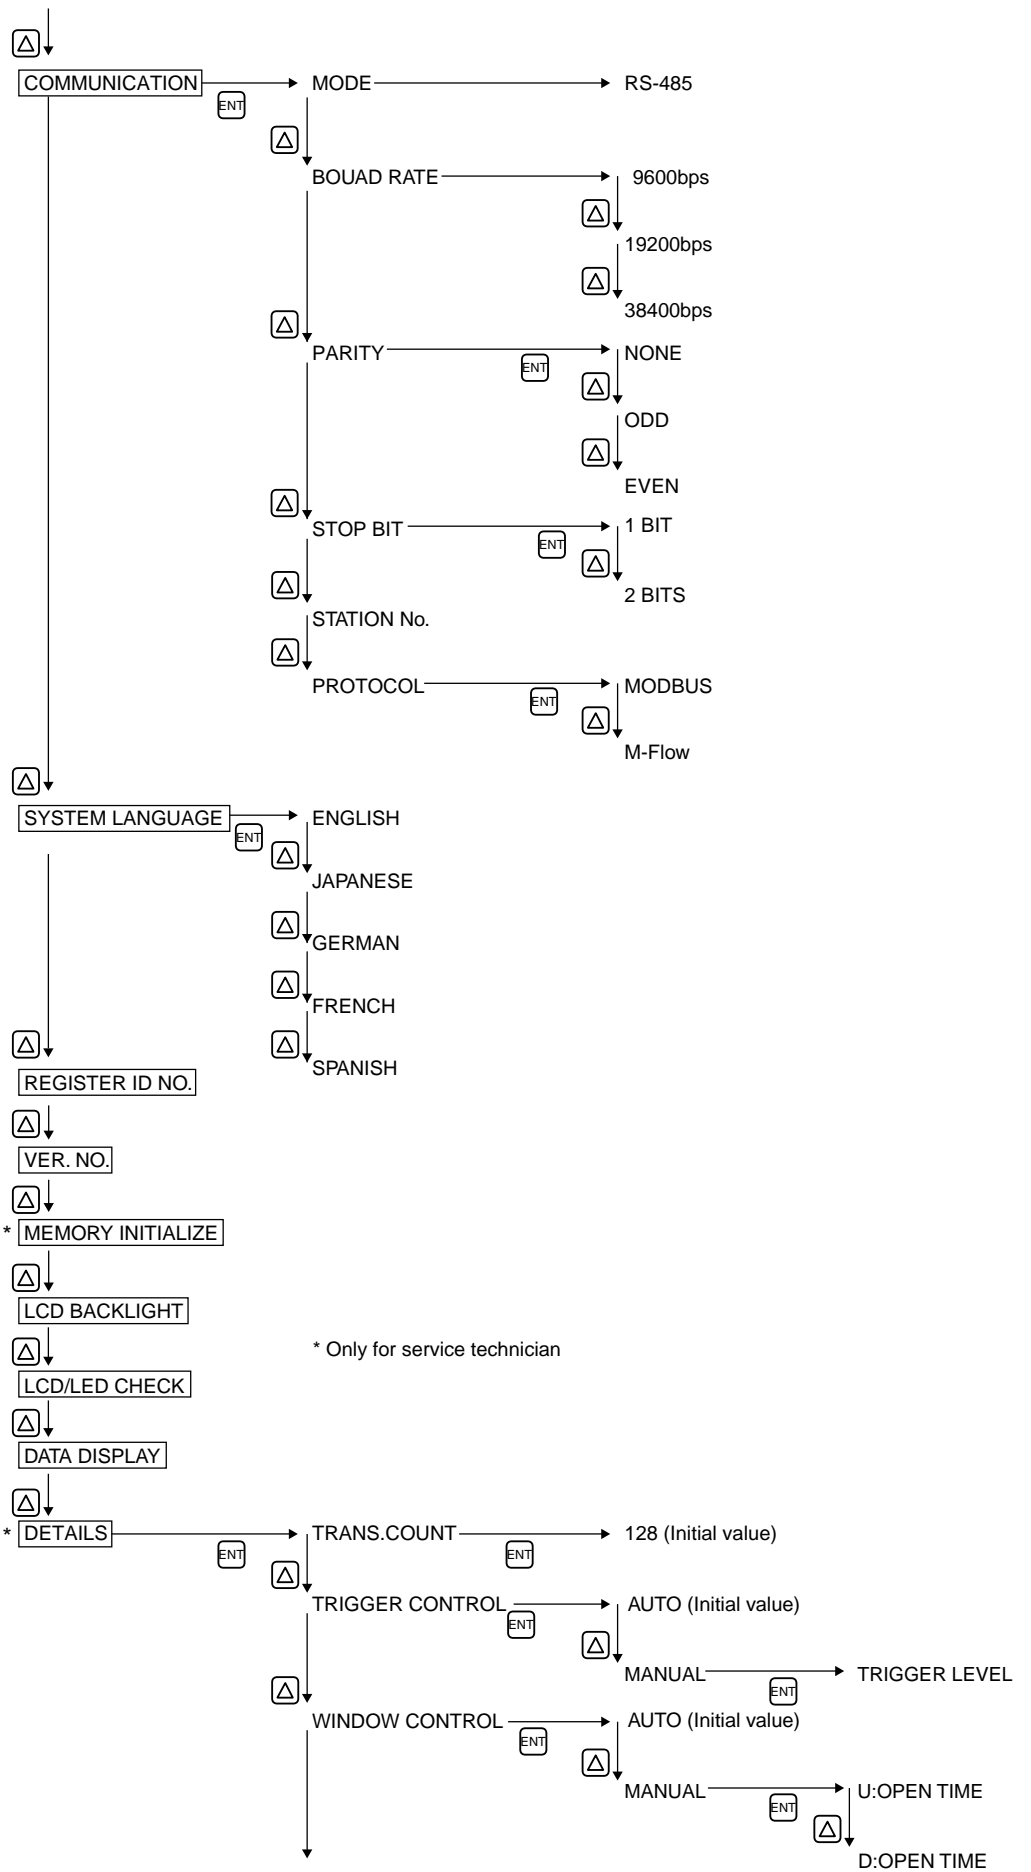 COMMUNICATION MODE RS-485
ENT
BOUAD RATE 9600bps
19200bps
38400bps
PARITY NONE
ENT
ODD
EVEN
STOP BIT 1 BIT
ENT
2 BITS
STATION No.
PROTOCOL MODBUS
ENT
M-Flow
SYSTEM LANGUAGE ENGLISH
ENT
JAPANESE
GERMAN
FRENCH
SPANISH
REGISTER ID NO.
VER. NO.
* MEMORY INITIALIZE
LCD BACKLIGHT
* Only for service technician
LCD/LED CHECK
DATA DISPLAY
* DETAILS TRANS.COUNT 128 (Initial value)
ENT ENT
TRIGGER CONTROL AUTO (Initial value)
ENT
MANUAL TRIGGER LEVEL
ENT
WINDOW CONTROL AUTO (Initial value)
ENT
MANUAL U:OPEN TIME
ENT
D:OPEN TIME